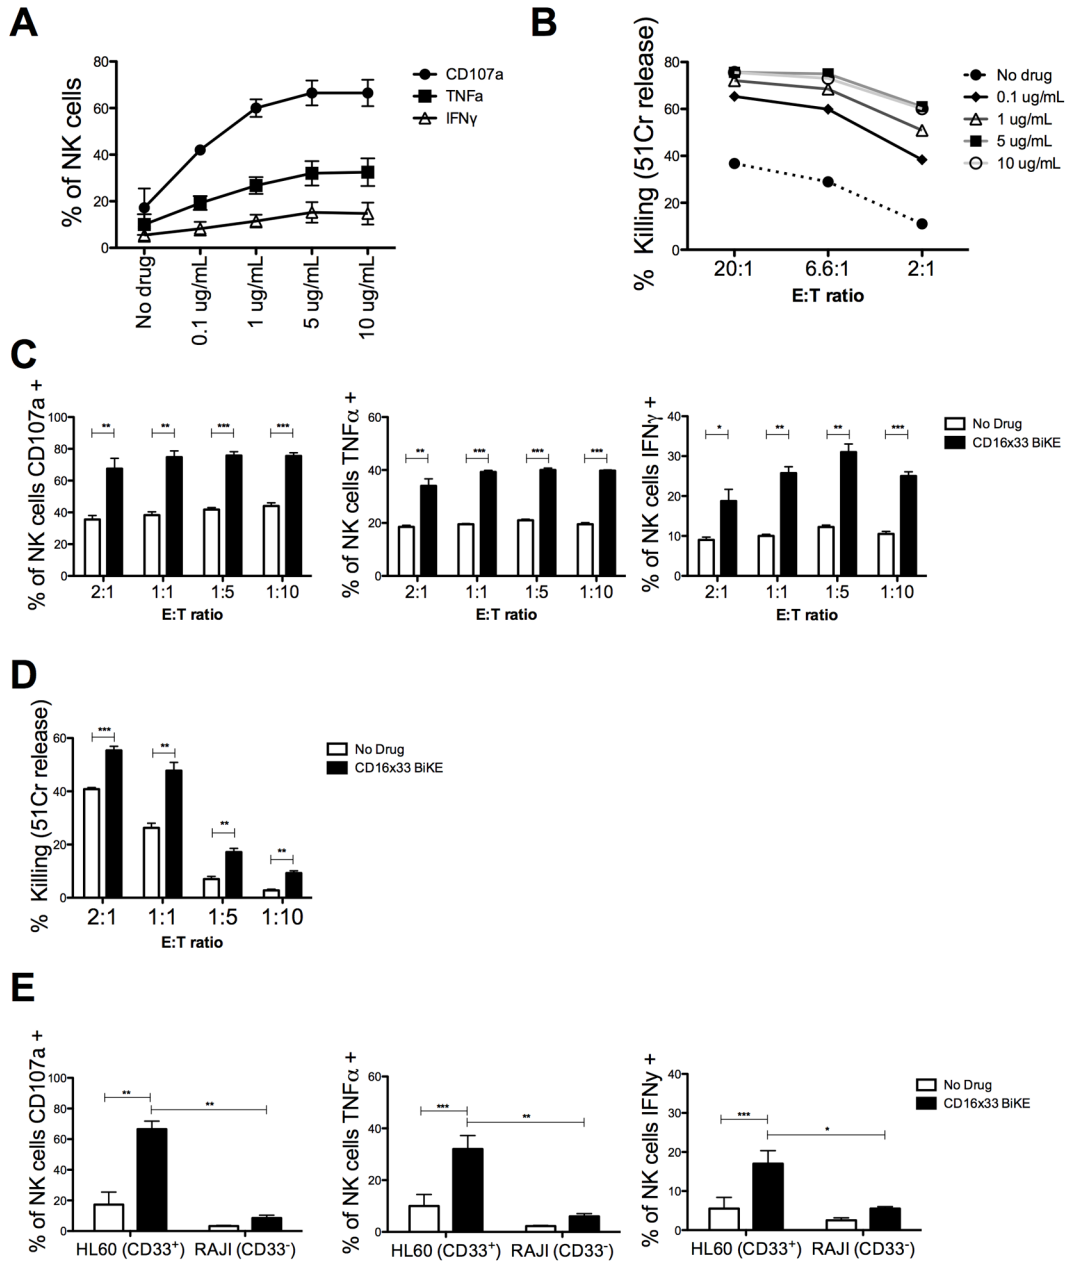 A
% of NK cells
80
60
40
20
0
No drug
0.1 ug/mL
1 ug/mL
5 ug/mL
10 ug/mL
CD107a
TNFa
IFNγ
B
% Killing (51Cr release)
80
60
40
20
0
20:1 6.6:1 2:1
E:T ratio
No drug
0.1 ug/mL
1 ug/mL
5 ug/mL
10 ug/mL
C
% of NK cells CD107a +
100
80
60
40
20
0
** ** *** ***
2:1 1:1 1:5 1:10
E:T ratio
% of NK cells TNFα +
60
40
20
0
** *** *** ***
2:1 1:1 1:5 1:10
E:T ratio
% of NK cells IFNγ +
40
30
20
10
0
* ** ** ***
2:1 1:1 1:5 1:10
E:T ratio
No Drug
CD16x33 BiKE
D
% Killing (51Cr release)
60
40
20
0
*** ** ** **
2:1 1:1 1:5 1:10
E:T ratio
No Drug
CD16x33 BiKE
E
% of NK cells CD107a +
100
80
60
40
20
0
** **
HL60 (CD33+) RAJI (CD33-)
% of NK cells TNFα +
60
40
20
0
*** **
HL60 (CD33+) RAJI (CD33-)
% of NK cells IFNγ +
40
30
20
10
0
*** *
HL60 (CD33+) RAJI (CD33-)
No Drug
CD16x33 BiKE